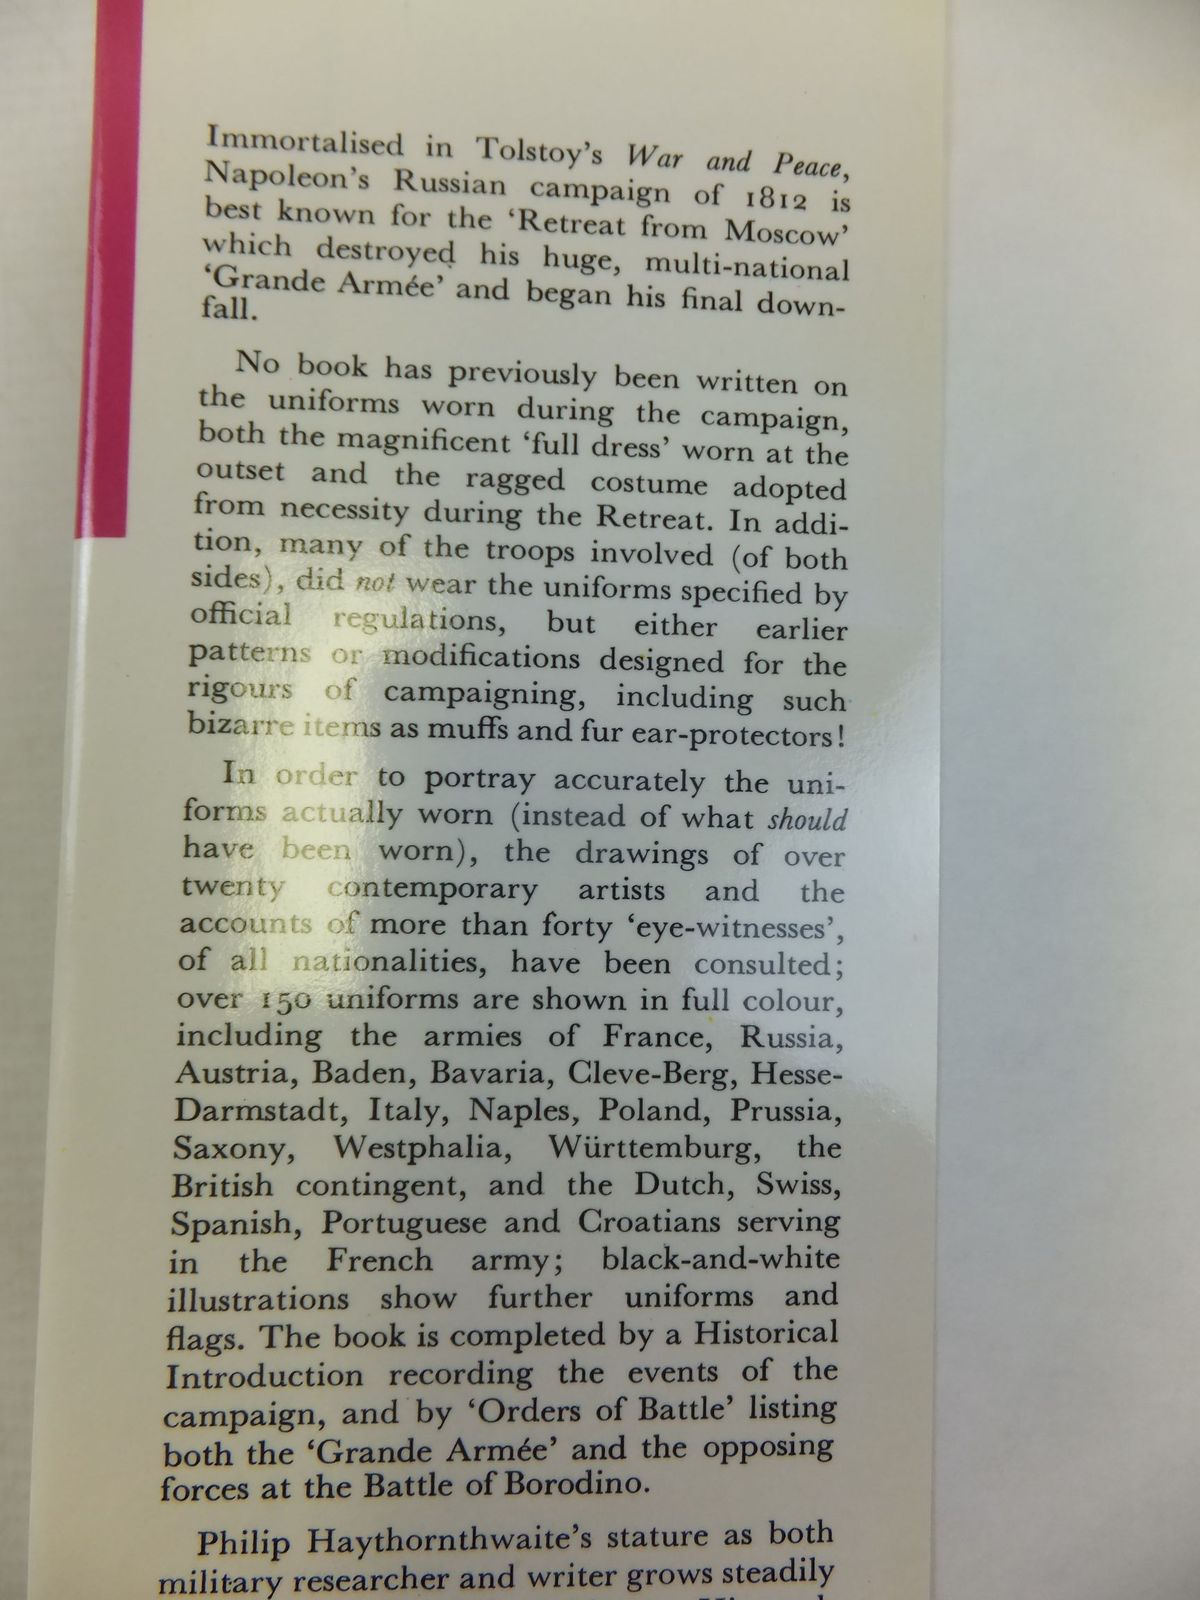 Immortalised in Tolstoy's War and Peace,
Napoleon's Russian campaign of 1812 is
best known for the 'Retreat from Moscow'
which destroyed his huge, multi-national
'Grande Armée' and began his final down-
fall.
No book has previously been written on
the uniforms worn during the campaign,
both the magnificent 'full dress' worn at the
outset and the ragged costume adopted
from necessity during the Retreat. In addi-
tion, many of the troops involved (of both
sides), did not wear the uniforms specified by
official regulations, but either earlier
patterns or modifications designed for the
rigours of campaigning, including such
bizarre items as muffs and fur ear-protectors!
In order to portray accurately the uni-
forms actually worn (instead of what should
have been worn), the drawings of over
twenty contemporary artists and the
accounts of more than forty 'eye-witnesses',
of all nationalities, have been consulted;
over 150 uniforms are shown in full colour,
including the armies of France, Russia,
Austria, Baden, Bavaria, Cleve-Berg, Hesse-
Darmstadt, Italy, Naples, Poland, Prussia,
Saxony, Westphalia, Württemburg, the
British contingent, and the Dutch, Swiss,
Spanish, Portuguese and Croatians serving
in the French army; black-and-white
illustrations show further uniforms and
flags. The book is completed by a Historical
Introduction recording the events of the
campaign, and by 'Orders of Battle' listing
both the 'Grande Armée' and the opposing
forces at the Battle of Borodino.
Philip Haythornthwaite's stature as both
military researcher and writer grows steadily